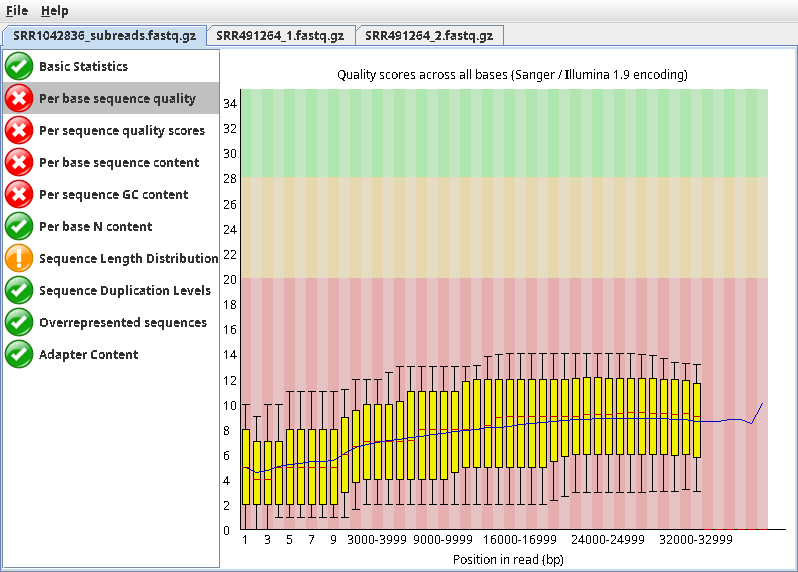 File Help
SRR1042836_subreads.fastq.gz SRR491264_1.fastq.gz SRR491264_2.fastq.gz
Basic Statistics
Per base sequence quality
Per sequence quality scores
Per base sequence content
Per sequence GC content
Per base N content
Sequence Length Distribution
Sequence Duplication Levels
Overrepresented sequences
Adapter Content
Quality scores across all bases (Sanger / Illumina 1.9 encoding)
34
32
30
28
26
24
22
20
18
16
14
12
10
8
6
4
2
0
1 3 5 7 9 3000-3999 9000-9999 16000-16999 24000-24999 32000-32999
Position in read (bp)